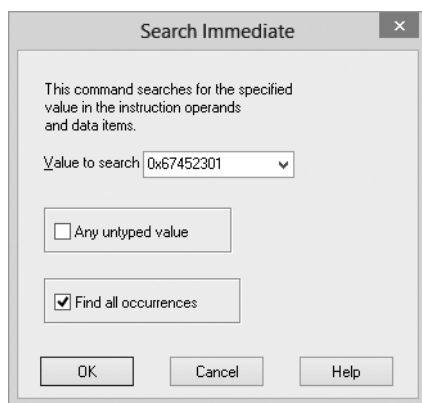 Search Immediate
This command searches for the specified
value in the instruction operands
and data items.
Value to search 0x67452301
Any untyped value
Find all occurrences
OK Cancel Help